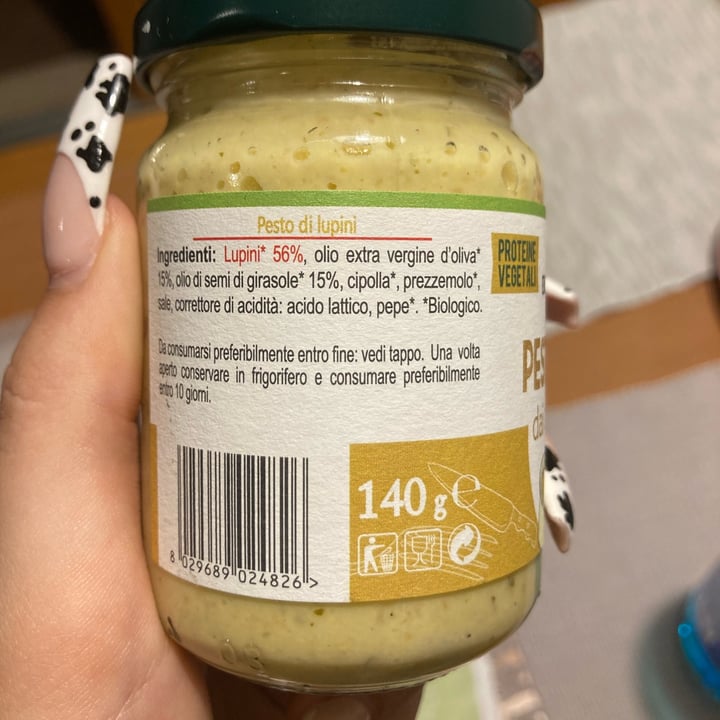 Pesto di lupini
Ingredienti: Lupini* 56%, olio extra vergine d'oliva*
15%, olio di semi di girasole* 15%, cipolla*, prezzemolo*,
sale, correttore di acidità: acido lattico, pepe*. *Biologico.
Da consumarsi preferibilmente entro fine: vedi tappo. Una volta
aperto conservare in frigorifero e consumare preferibilmente
entro 10 giorni.
PROTEINE
VEGETALI
PES
140 g e
8 029689 024826 >